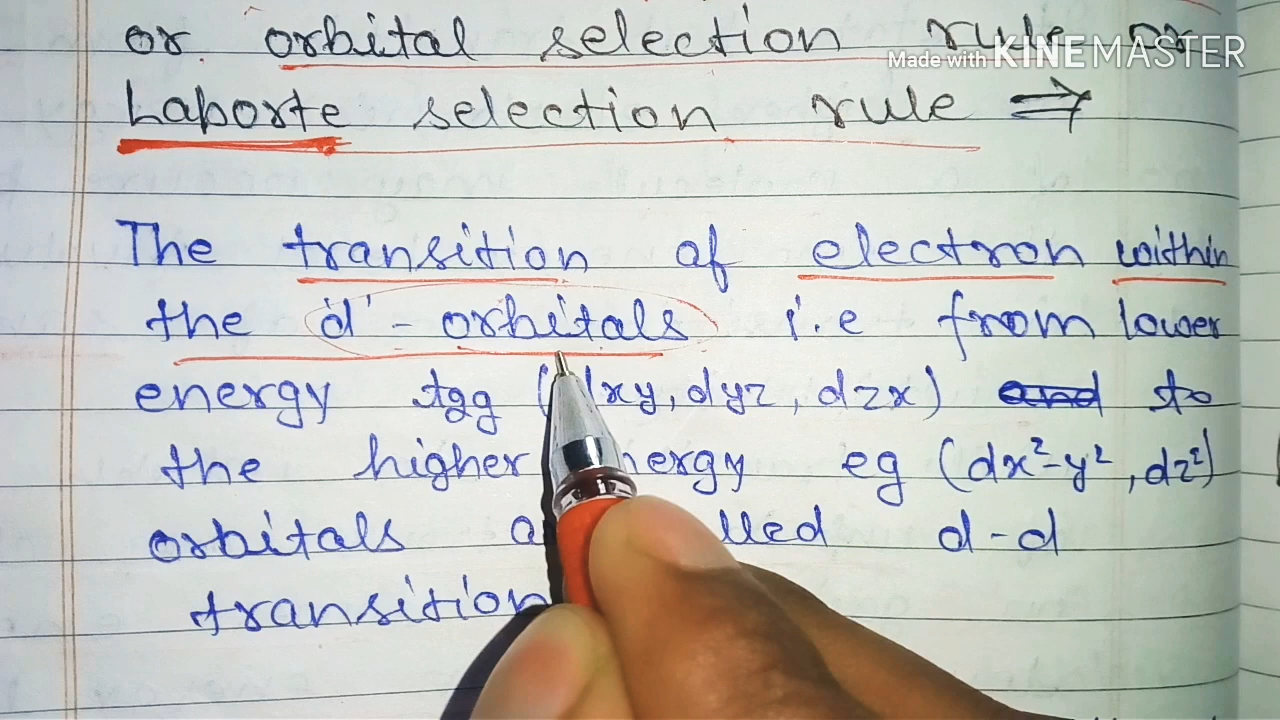 or orbital selection rule or
Made with KINEMASTER
Laporte selection rule ⇒
The transition of electron within
the 'd' - orbitals i.e from lower
energy t2g (dxy, dyz, dzx) and to
the higher energy eg (dx²-y², dz²)
orbitals d-d
transition